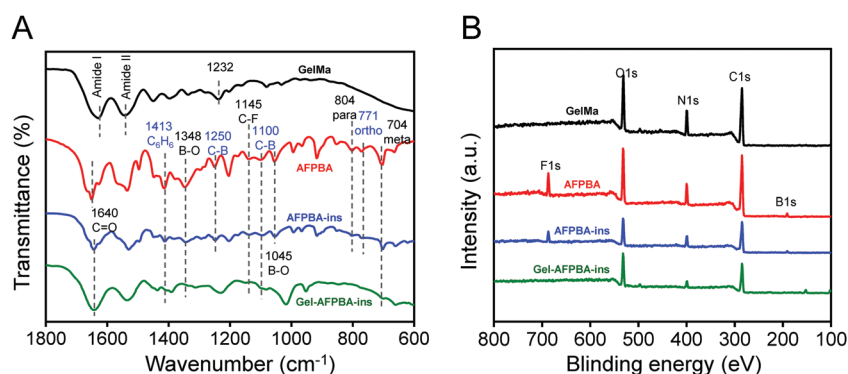 A
Transmittance (%)
Amide I
Amide II
1232
GelMa
1145
C-F
804
para
771
ortho
704
meta
1413
C₆H₆
1348
B-O
1250
C-B
1100
C-B
AFPBA
1640
C=O
AFPBA-ins
1045
B-O
Gel-AFPBA-ins
1800 1600 1400 1200 1000 800 600
Wavenumber (cm⁻¹)
B
Intensity (a.u.)
O1s
N1s
C1s
GelMa
F1s
AFPBA
B1s
AFPBA-ins
Gel-AFPBA-ins
800 700 600 500 400 300 200 100
Blinding energy (eV)